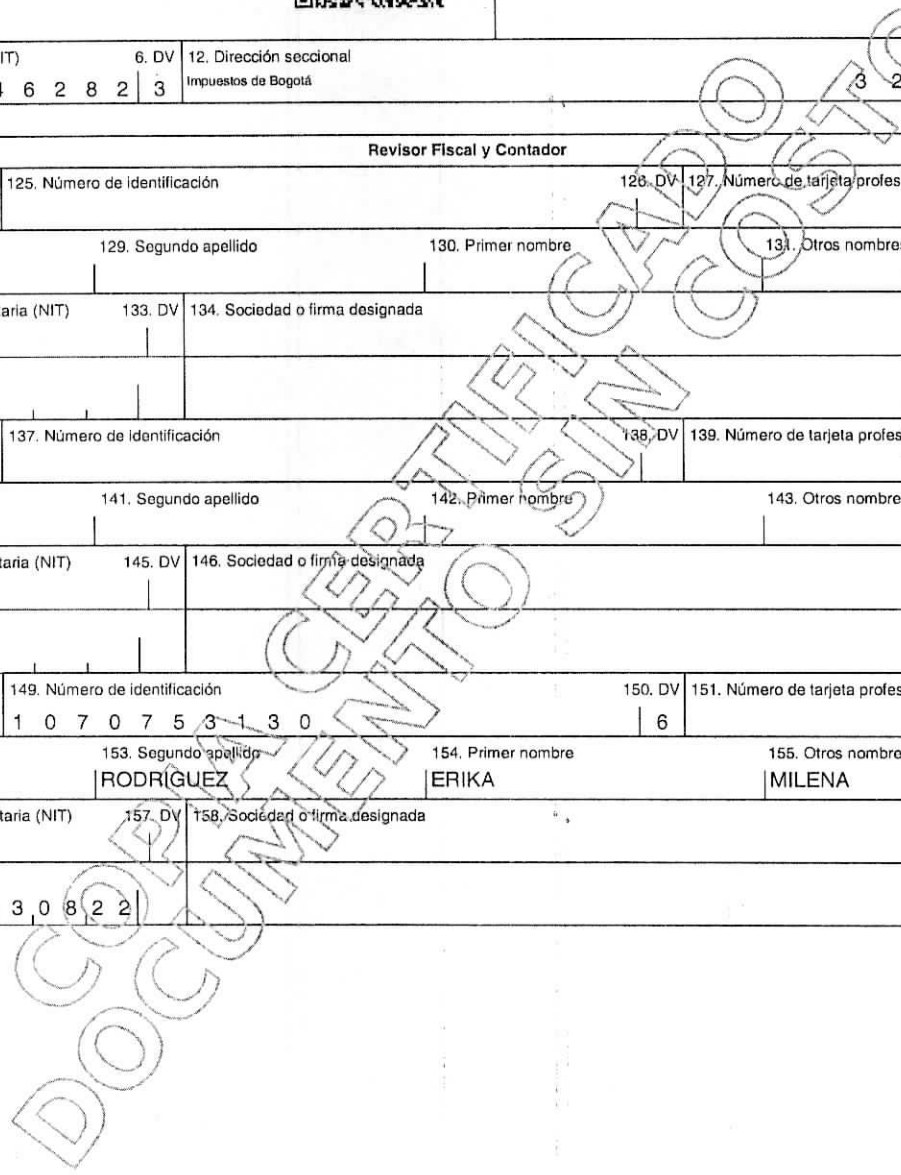 IT) 6. DV 12. Dirección seccional
6 2 8 2 3 Impuestos de Bogotá 3 2
Revisor Fiscal y Contador
125. Número de identificación 126. DV 127. Número de tarjeta profes
129. Segundo apellido 130. Primer nombre 131. Otros nombre
aria (NIT) 133. DV 134. Sociedad o firma designada
137. Número de identificación 138. DV 139. Número de tarjeta profes
141. Segundo apellido 142. Primer nombre 143. Otros nombre
taria (NIT) 145. DV 146. Sociedad o firma designada
149. Número de identificación 150. DV 151. Número de tarjeta profes
1 0 7 0 7 5 3 1 3 0 6
153. Segundo apellido 154. Primer nombre 155. Otros nombre
RODRIGUEZ ERIKA MILENA
taria (NIT) 157. DV 158. Sociedad o firma designada
3 0 8 2 2
COPIA CERTIFICADO
DOCUMENTO SIN COSTO